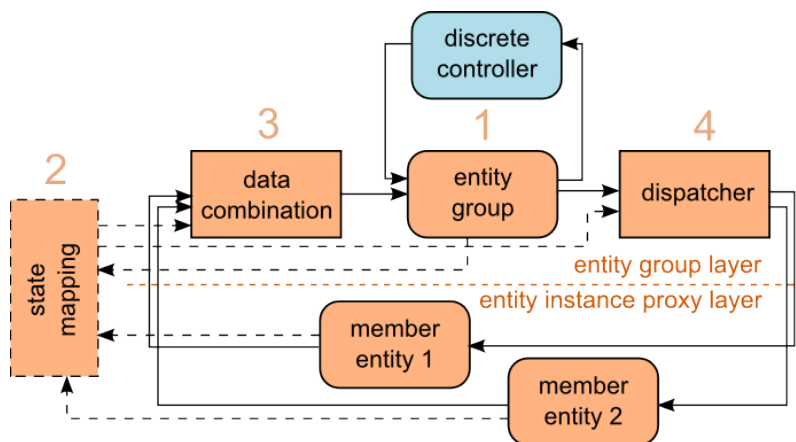 discrete
controller
3
1
4
2
data
combination
entity
group
dispatcher
state
mapping
entity group layer
entity instance proxy layer
member
entity 1
member
entity 2